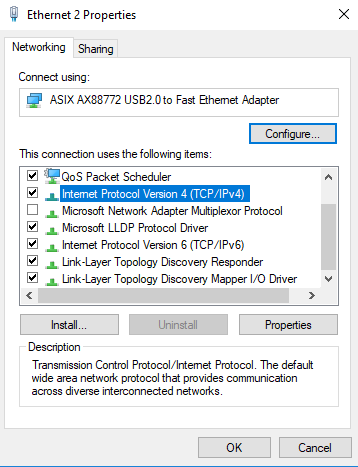 Ethernet 2 Properties
Networking
Sharing
Connect using:
ASIX AX88772 USB2.0 to Fast Ethernet Adapter
Configure...
This connection uses the following items:
QoS Packet Scheduler
Internet Protocol Version 4 (TCP/IPv4)
Microsoft Network Adapter Multiplexor Protocol
Microsoft LLDP Protocol Driver
Internet Protocol Version 6 (TCP/IPv6)
Link-Layer Topology Discovery Responder
Link-Layer Topology Discovery Mapper I/O Driver
Install...
Uninstall
Properties
Description
Transmission Control Protocol/Internet Protocol. The default
wide area network protocol that provides communication
across diverse interconnected networks.
OK
Cancel